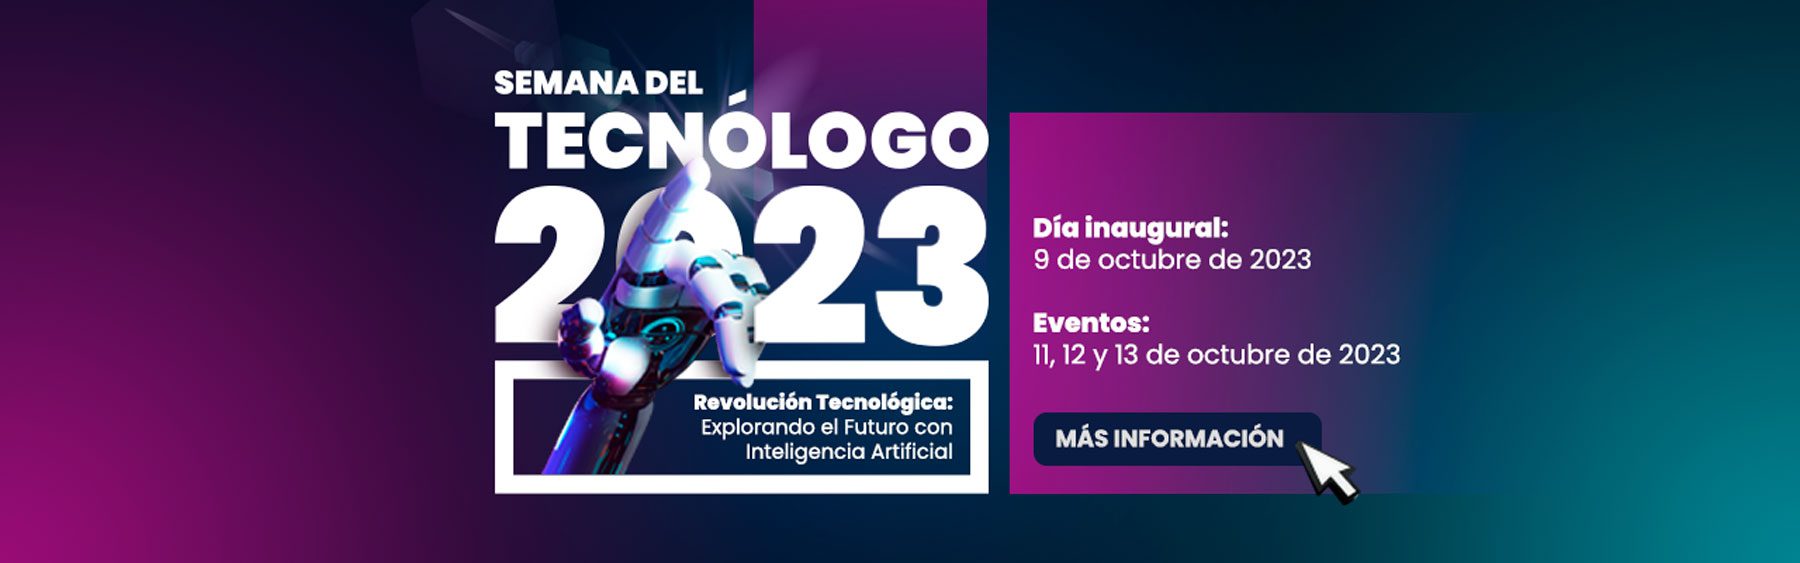 SEMANA DEL
TECNÓLOGO
2023
Revolución Tecnológica:
Explorando el Futuro con
Inteligencia Artificial
Día inaugural:
9 de octubre de 2023
Eventos:
11, 12 y 13 de octubre de 2023
MÁS INFORMACIÓN